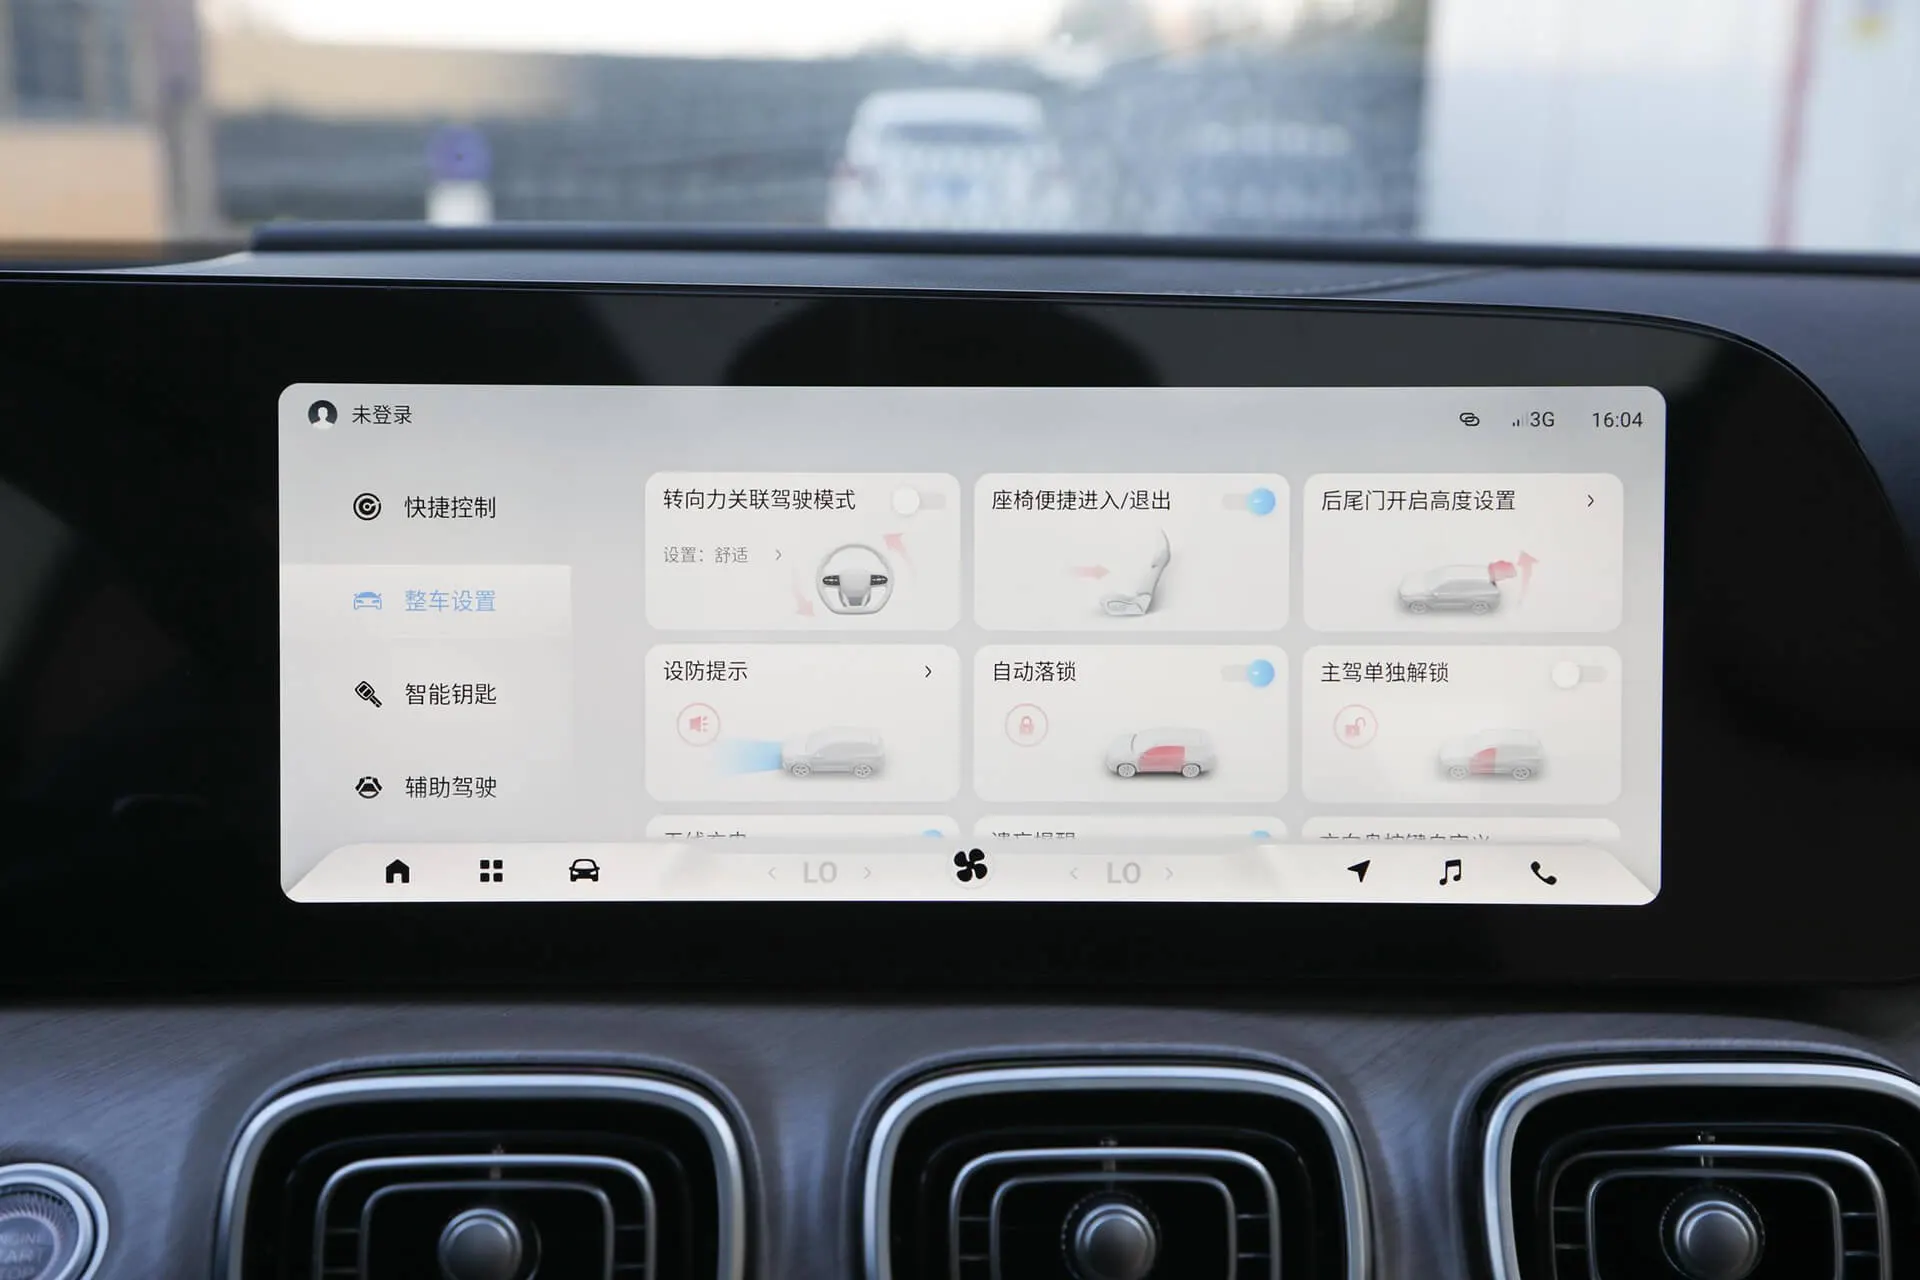 未登录
3G
16:04
快捷控制
整车设置
智能钥匙
辅助驾驶
转向力关联驾驶模式
设置：舒适
座椅便捷进入/退出
后尾门开启高度设置
设防提示
自动落锁
主驾单独解锁
LO
LO